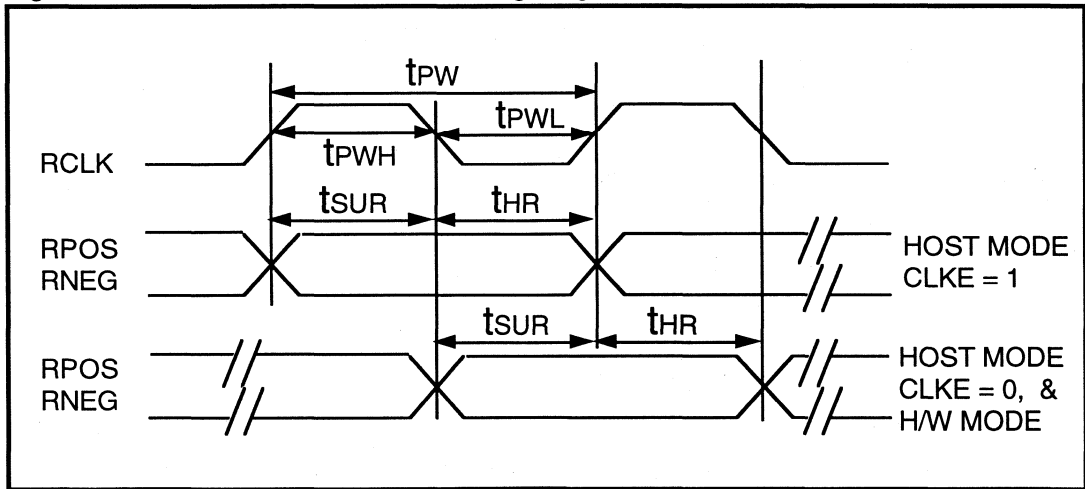 tPW
tPWL
RCLK
tPWH
tSUR
tHR
RPOS
RNEG
HOST MODE
CLKE = 1
tSUR
tHR
RPOS
RNEG
HOST MODE
CLKE = 0, &
H/W MODE